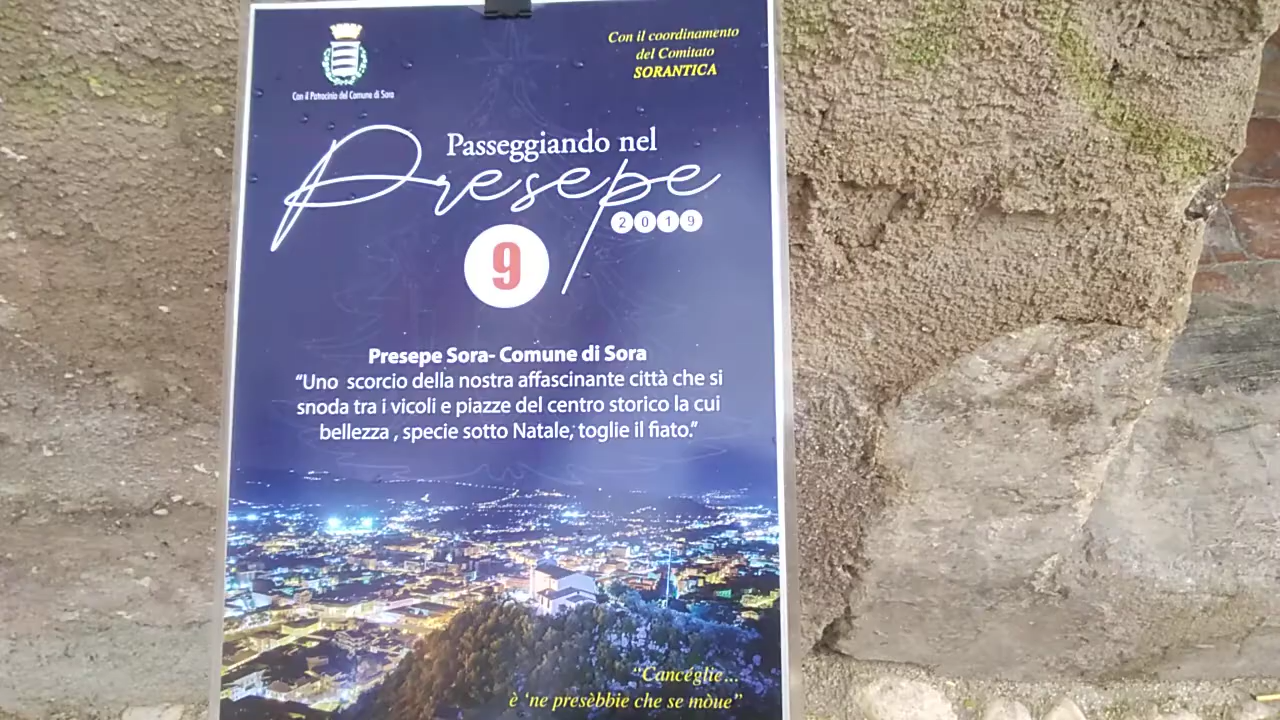 Con il Patrocinio del Comune di Sora
Con il coordinamento
del Comitato
SORANTICA
Passeggiando nel
Presepe
2019
9
Presepe Sora- Comune di Sora
“Uno scorcio della nostra affascinante città che si
snoda tra i vicoli e piazze del centro storico la cui
bellezza , specie sotto Natale, toglie il fiato.”
“Cancéglie...
è ‘ne presèbbie che se mòue”